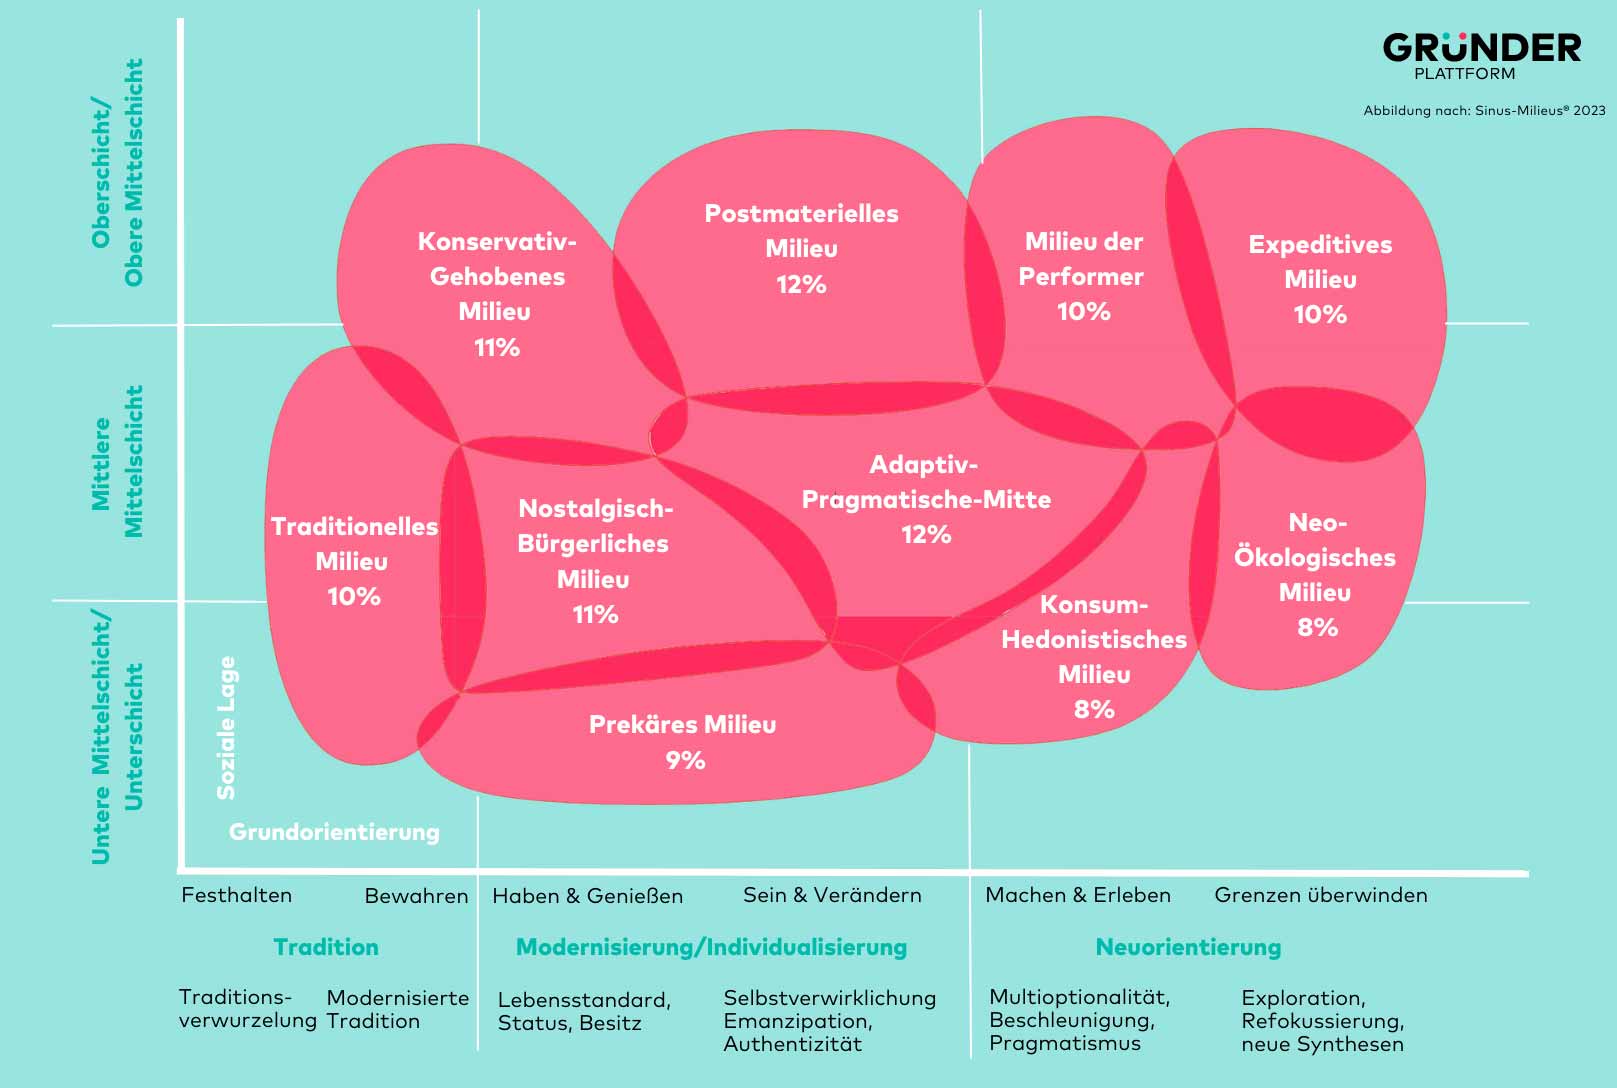 GRÜNDER
PLATTFORM
Abbildung nach: Sinus-Milieus® 2023
Oberschicht/
Obere Mittelschicht
Mittlere
Mittelschicht
Untere Mittelschicht/
Unterschicht
Konservativ-
Gehobenes
Milieu
11%
Postmaterielles
Milieu
12%
Milieu der
Performer
10%
Expeditives
Milieu
10%
Traditionelles
Milieu
10%
Nostalgisch-
Bürgerliches
Milieu
11%
Adaptiv-
Pragmatische-Mitte
12%
Konsum-
Hedonistisches
Milieu
8%
Neo-
Ökologisches
Milieu
8%
Prekäres Milieu
9%
Soziale Lage
Grundorientierung
Festhalten
Bewahren
Haben & Genießen
Sein & Verändern
Machen & Erleben
Grenzen überwinden
Tradition
Modernisierung/Individualisierung
Neuorientierung
Traditions-
verwurzelung
Modernisierte
Tradition
Lebensstandard,
Status, Besitz
Selbstverwirklichung
Emanzipation,
Authentizität
Multioptionalität,
Beschleunigung,
Pragmatismus
Exploration,
Refokussierung,
neue Synthesen